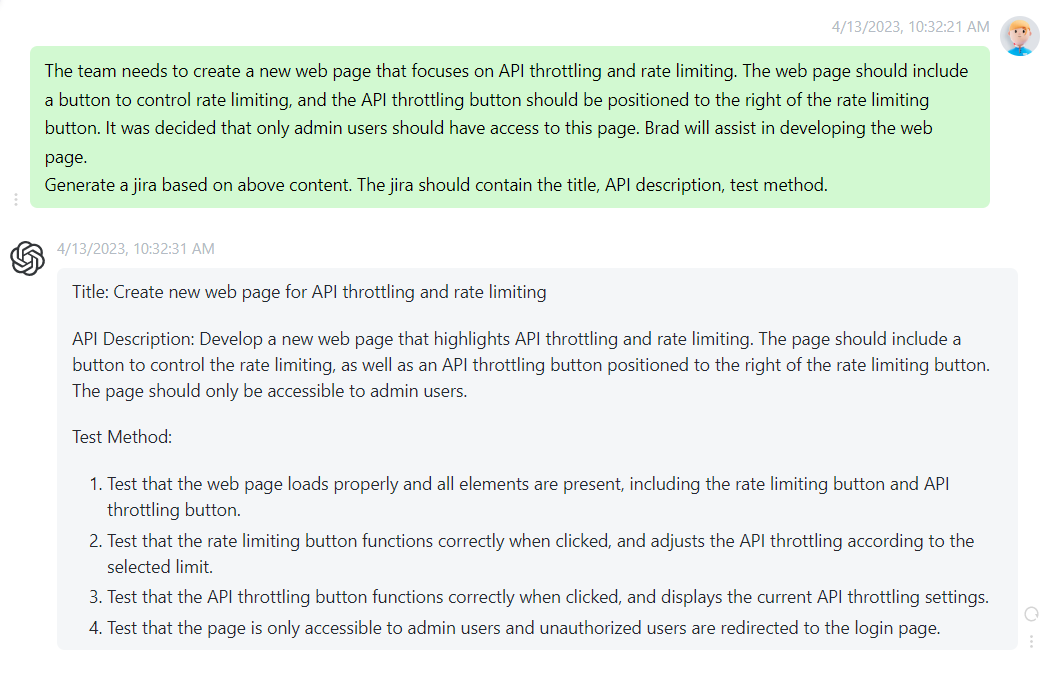 4/13/2023, 10:32:21 AM
The team needs to create a new web page that focuses on API throttling and rate limiting. The web page should include
a button to control rate limiting, and the API throttling button should be positioned to the right of the rate limiting
button. It was decided that only admin users should have access to this page. Brad will assist in developing the web
page.
Generate a jira based on above content. The jira should contain the title, API description, test method.
4/13/2023, 10:32:31 AM
Title: Create new web page for API throttling and rate limiting
API Description: Develop a new web page that highlights API throttling and rate limiting. The page should include a
button to control the rate limiting, as well as an API throttling button positioned to the right of the rate limiting button.
The page should only be accessible to admin users.
Test Method:
1. Test that the web page loads properly and all elements are present, including the rate limiting button and API
throttling button.
2. Test that the rate limiting button functions correctly when clicked, and adjusts the API throttling according to the
selected limit.
3. Test that the API throttling button functions correctly when clicked, and displays the current API throttling settings.
4. Test that the page is only accessible to admin users and unauthorized users are redirected to the login page.